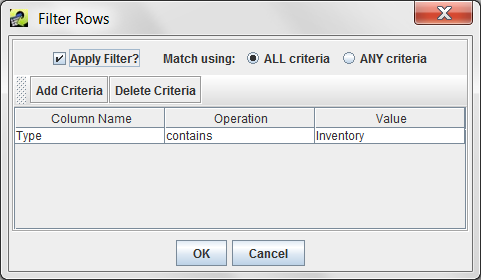 Filter Rows
Apply Filter? Match using: ALL criteria ANY criteria
Add Criteria Delete Criteria
Column Name Operation Value
Type contains Inventory
OK Cancel